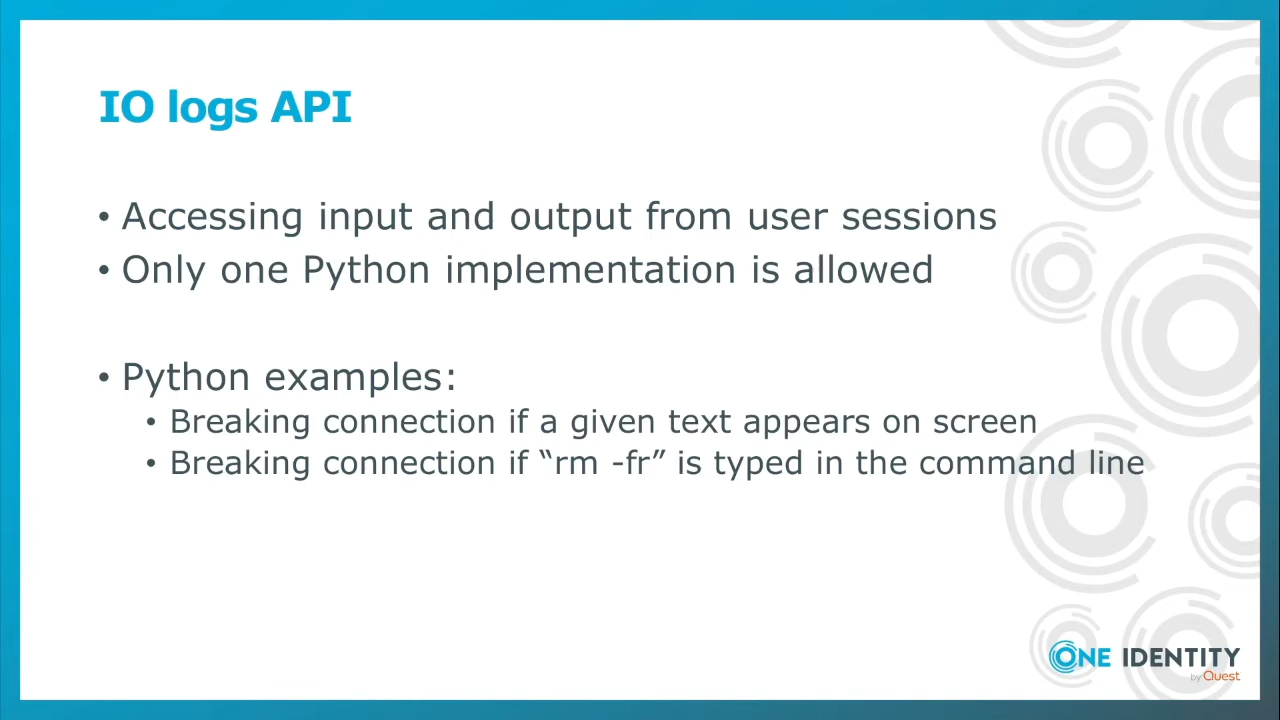 IO logs API
• Accessing input and output from user sessions
• Only one Python implementation is allowed
• Python examples:
• Breaking connection if a given text appears on screen
• Breaking connection if “rm -fr” is typed in the command line
ONE IDENTITY
by Quest